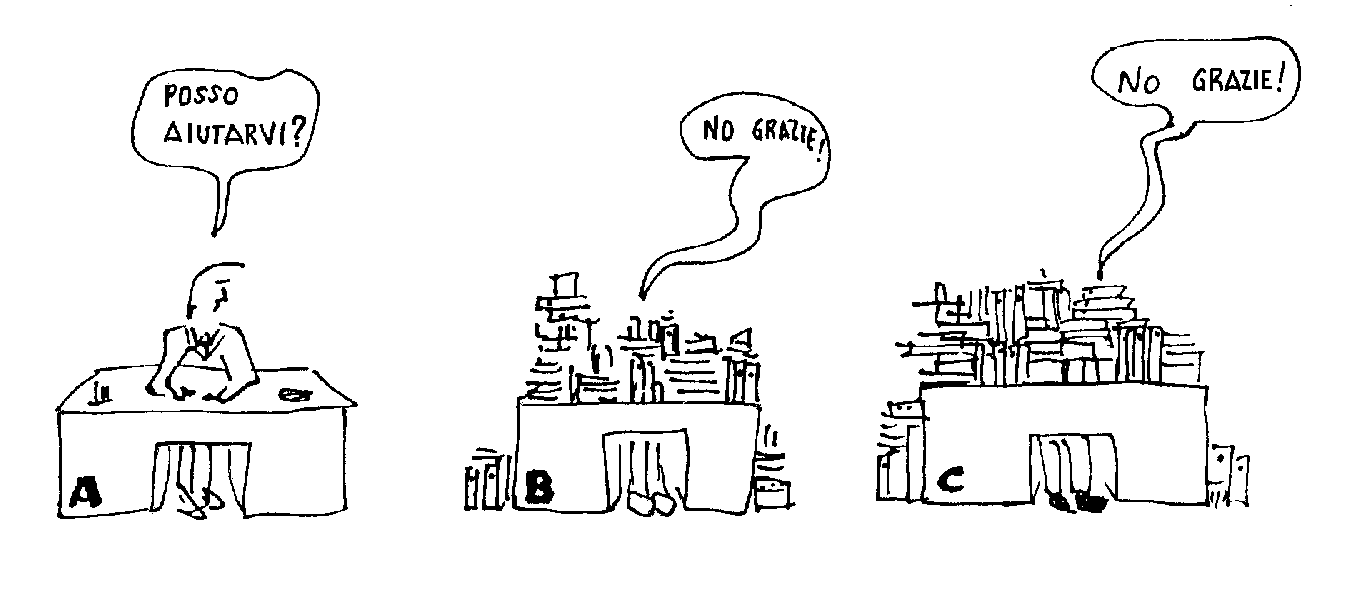 POSSO
AIUTARVI?
NO GRAZIE!
NO GRAZIE!
A
B
C